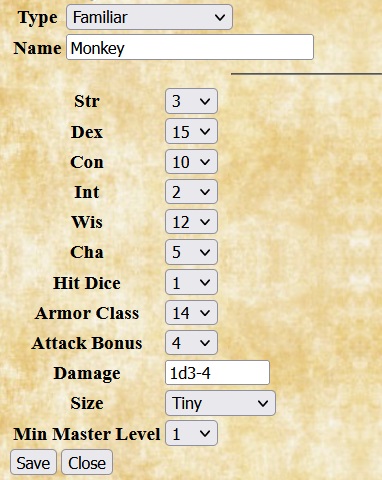 Type Familiar
Name Monkey
Str 3
Dex 15
Con 10
Int 2
Wis 12
Cha 5
Hit Dice 1
Armor Class 14
Attack Bonus 4
Damage 1d3-4
Size Tiny
Min Master Level 1
Save Close